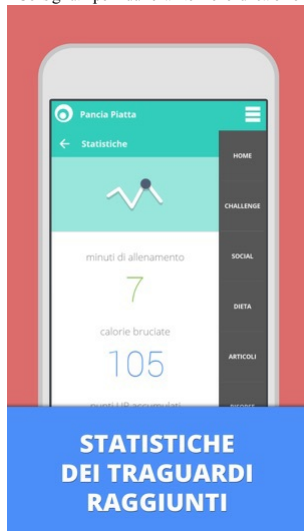 Pancia Piatta
Statistiche
HOME
CHALLENGE
minuti di allenamento
SOCIAL
7
DIETA
calorie bruciate
105
ARTICOLI
STATISTICHE
DEI TRAGUARDI
RAGGIUNTI